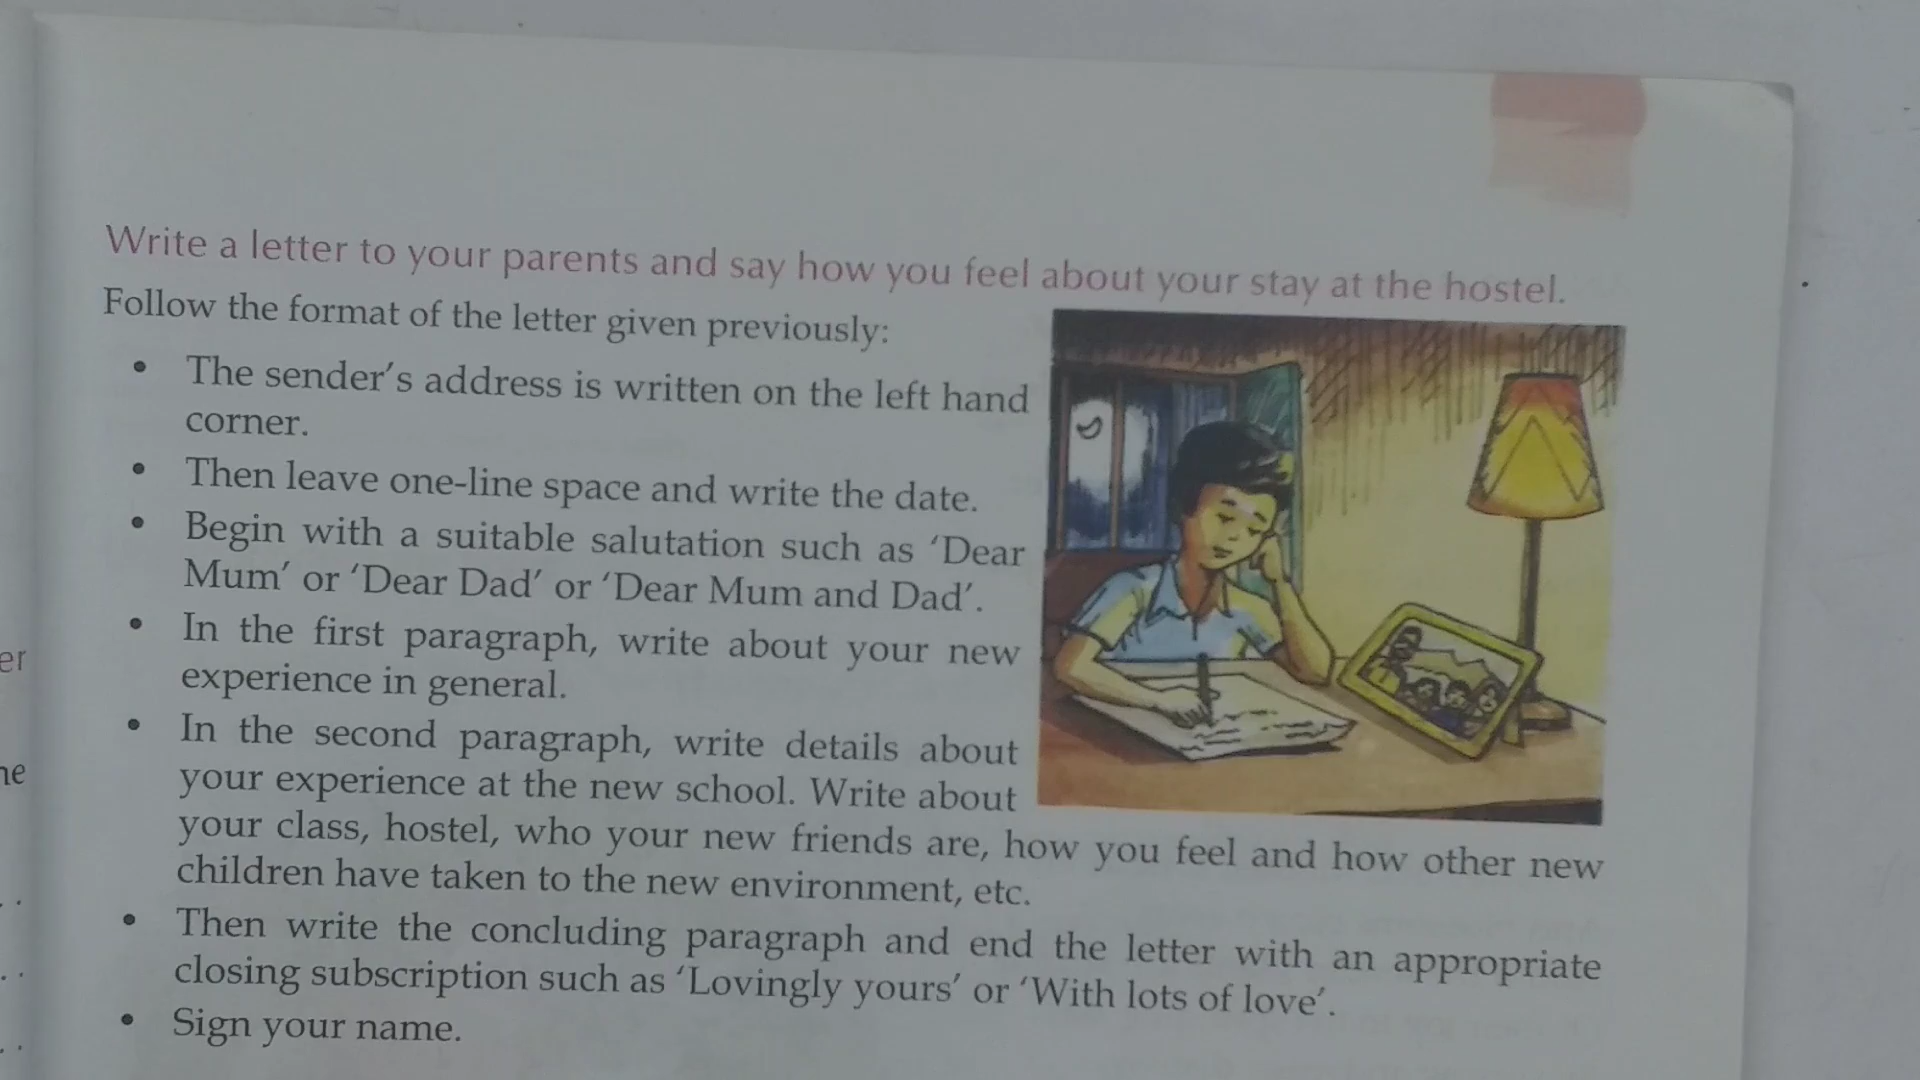 Write a letter to your parents and say how you feel about your stay at the hostel.
Follow the format of the letter given previously:
• The sender's address is written on the left hand
corner.
• Then leave one-line space and write the date.
• Begin with a suitable salutation such as ‘Dear
Mum’ or ‘Dear Dad’ or ‘Dear Mum and Dad’.
• In the first paragraph, write about your new
experience in general.
• In the second paragraph, write details about
your experience at the new school. Write about
your class, hostel, who your new friends are, how you feel and how other new
children have taken to the new environment, etc.
• Then write the concluding paragraph and end the letter with an appropriate
closing subscription such as ‘Lovingly yours’ or ‘With lots of love’.
• Sign your name.